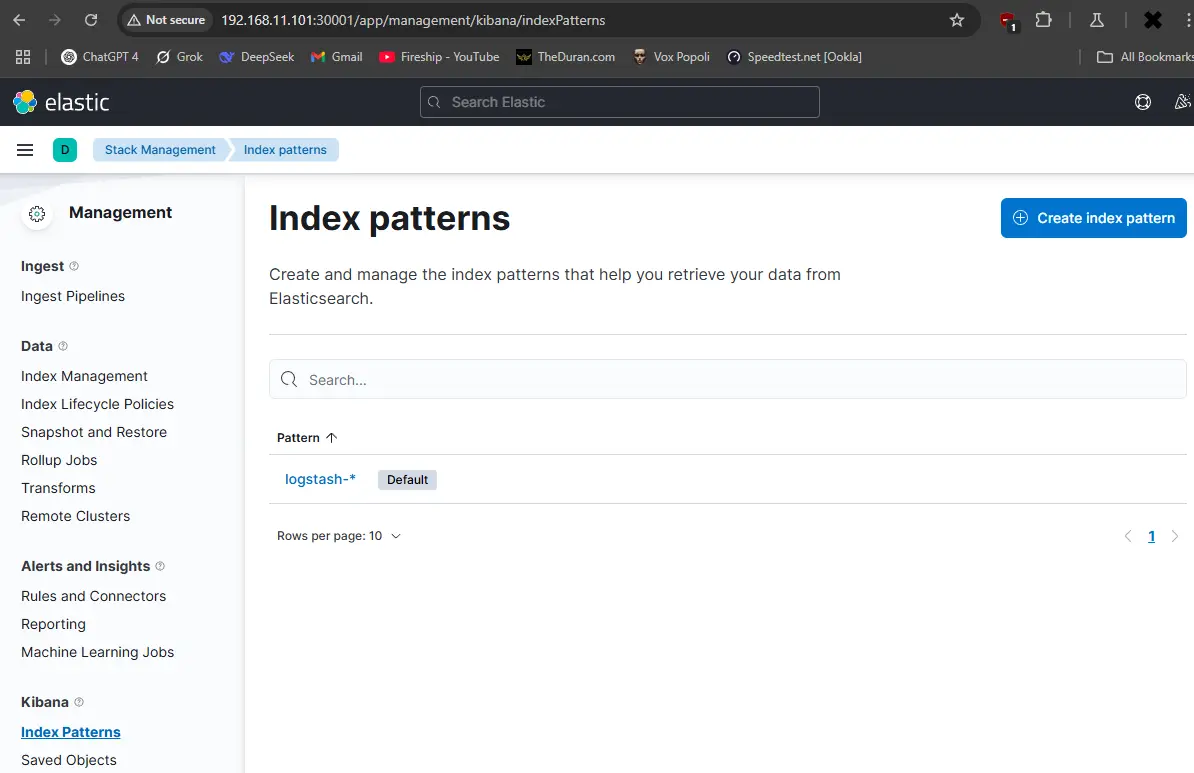 Not secure 192.168.11.101:30001/app/management/kibana/indexPatterns 1
ChatGPT 4 Grok DeepSeek Gmail Fireship - YouTube TheDuran.com Vox Popoli Speedtest.net [Ookla] All Bookmarks
elastic Search Elastic
D Stack Management Index patterns
Management
Ingest
Ingest Pipelines
Data
Index Management
Index Lifecycle Policies
Snapshot and Restore
Rollup Jobs
Transforms
Remote Clusters
Alerts and Insights
Rules and Connectors
Reporting
Machine Learning Jobs
Kibana
Index Patterns
Saved Objects
Index patterns
Create index pattern
Create and manage the index patterns that help you retrieve your data from
Elasticsearch.
Search...
Pattern
logstash-* Default
Rows per page: 10
1